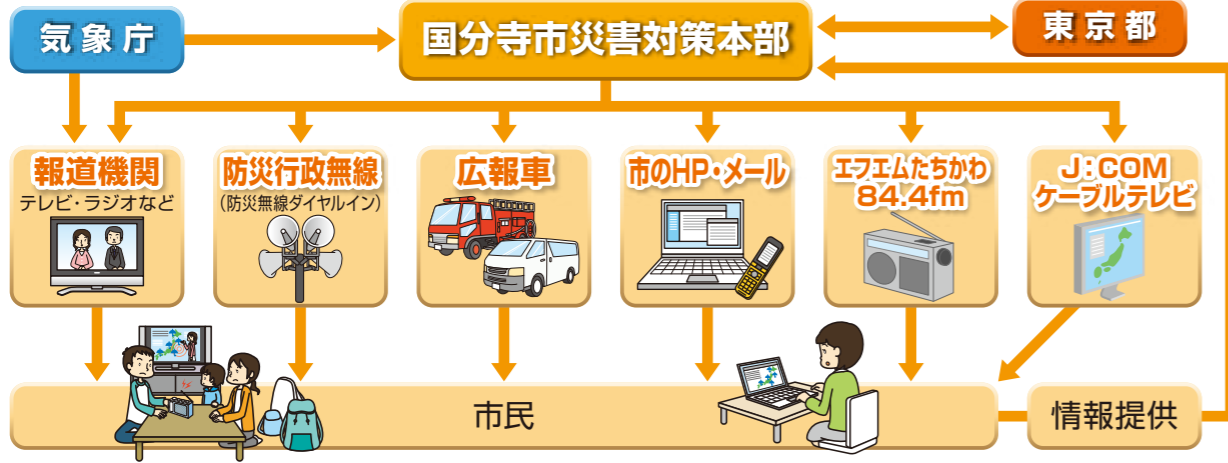 気象庁
国分寺市災害対策本部
東京都
報道機関
テレビ・ラジオなど
防災行政無線
(防災無線ダイヤルイン)
広報車
市のHP・メール
エフエムたちかわ
84.4fm
J:COM
ケーブルテレビ
市民
情報提供